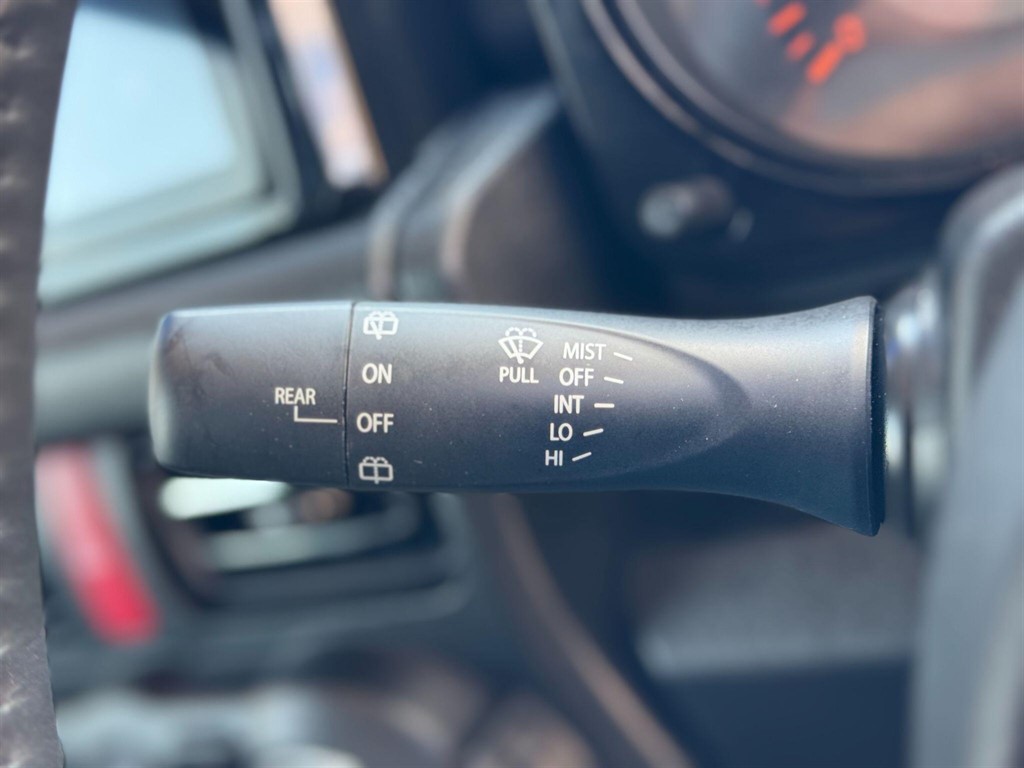 REAR
ON
OFF
PULL
MIST
OFF
INT
LO
HI